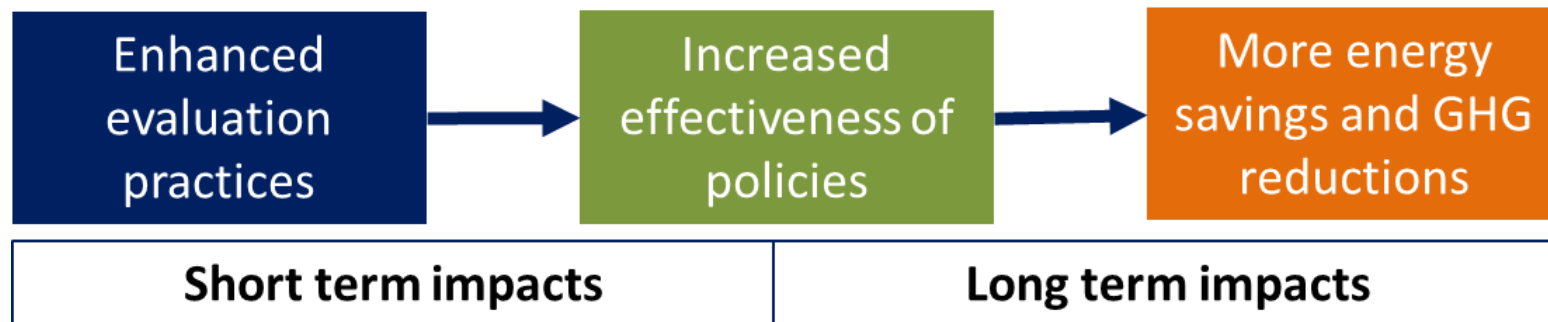 Enhanced
evaluation
practices
Increased
effectiveness of
policies
More energy
savings and GHG
reductions
Short term impacts
Long term impacts